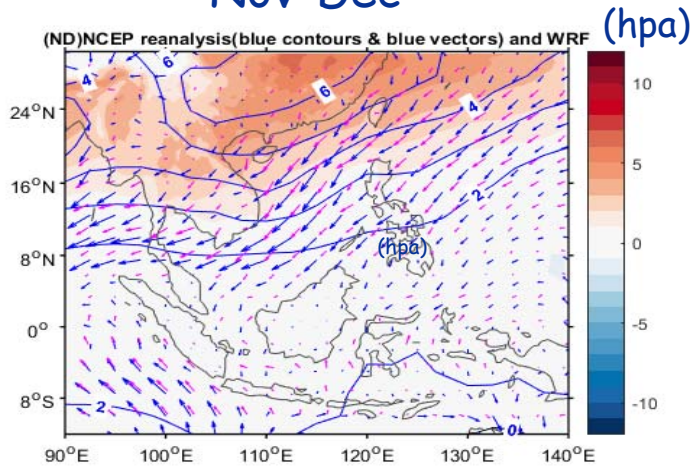 Nov-Dec
(hpa)
(ND)NCEP reanalysis(blue contours & blue vectors) and WRF
6
4
6
4
2
(hpa)
2
0
24°N
16°N
8°N
0°
8°S
90°E 100°E 110°E 120°E 130°E 140°E
10
5
0
-5
-10